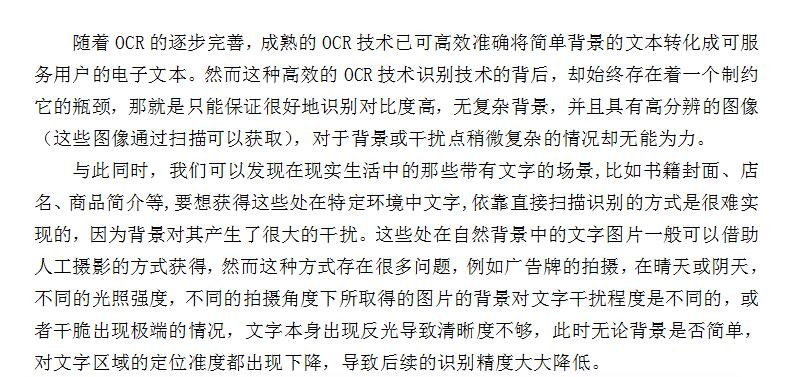 随着 OCR 的逐步完善，成熟的 OCR 技术已可高效准确将简单背景的文本转化成可服
务用户的电子文本。然而这种高效的 OCR 技术识别技术的背后，却始终存在着一个制约
它的瓶颈，那就是只能保证很好地识别对比度高，无复杂背景，并且具有高分辨的图像
（这些图像通过扫描可以获取），对于背景或干扰点稍微复杂的情况却无能为力。
与此同时，我们可以发现在现实生活中的那些带有文字的场景,比如书籍封面、店
名、商品简介等,要想获得这些处在特定环境中文字,依靠直接扫描识别的方式是很难实
现的，因为背景对其产生了很大的干扰。这些处在自然背景中的文字图片一般可以借助
人工摄影的方式获得，然而这种方式存在很多问题，例如广告牌的拍摄，在晴天或阴天，
不同的光照强度，不同的拍摄角度下所取得的图片的背景对文字干扰程度是不同的，或
者干脆出现极端的情况，文字本身出现反光导致清晰度不够，此时无论背景是否简单，
对文字区域的定位准度都出现下降，导致后续的识别精度大大降低。